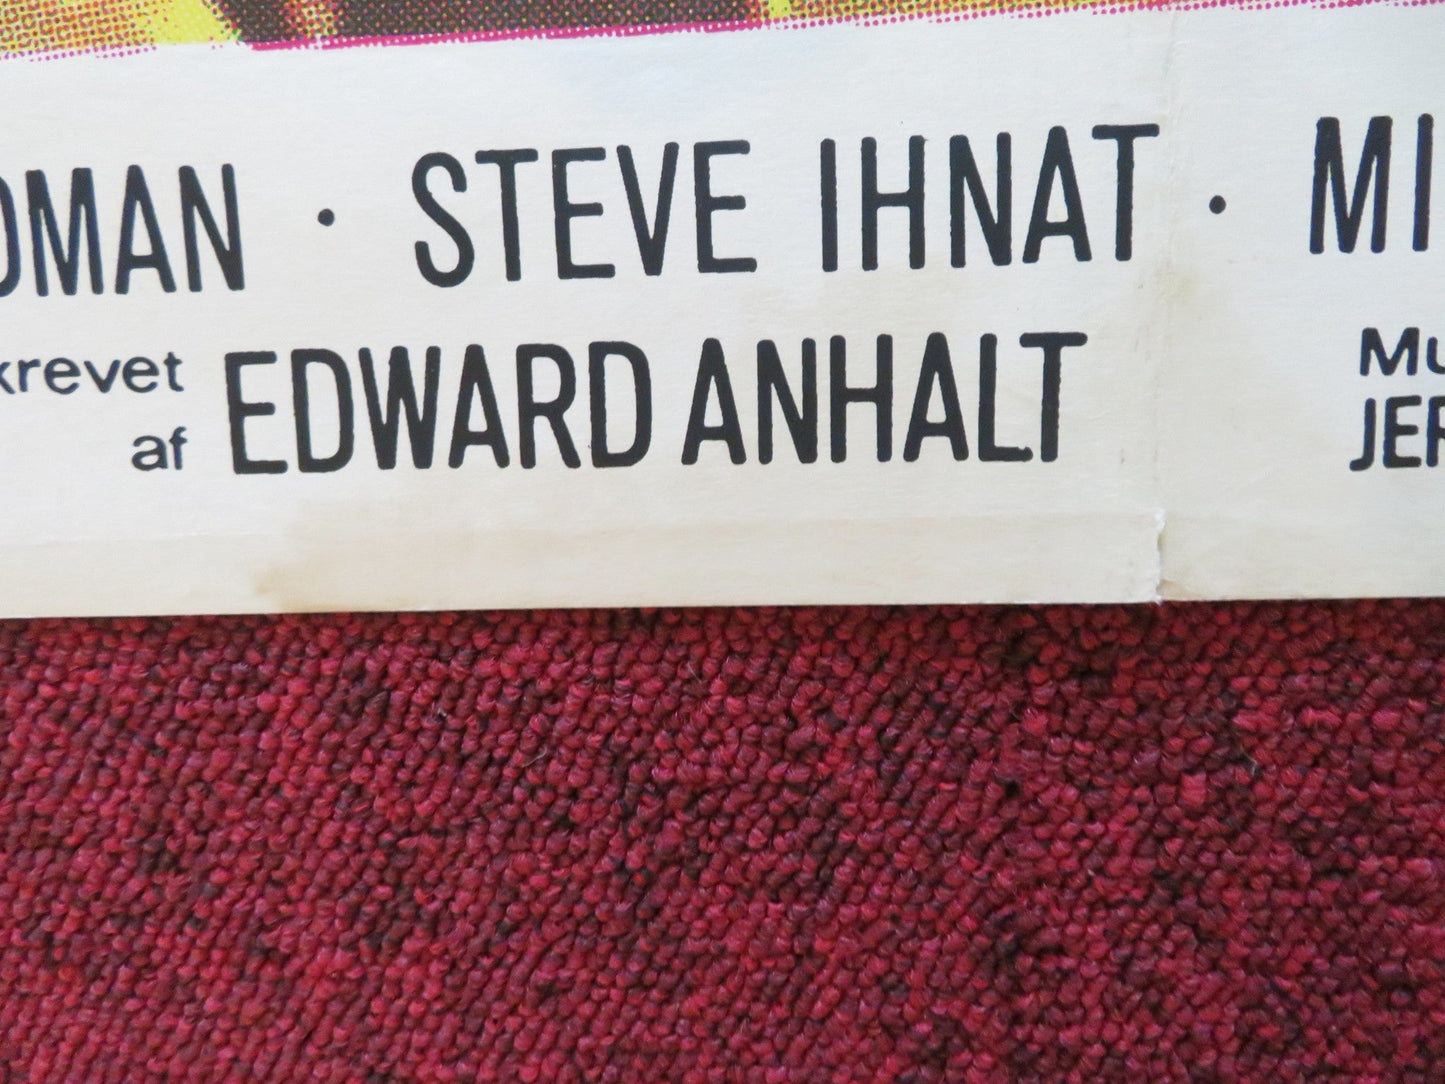 OMAN · STEVE IHNAT · MI
krevet EDWARD ANHALT Mu
af JER